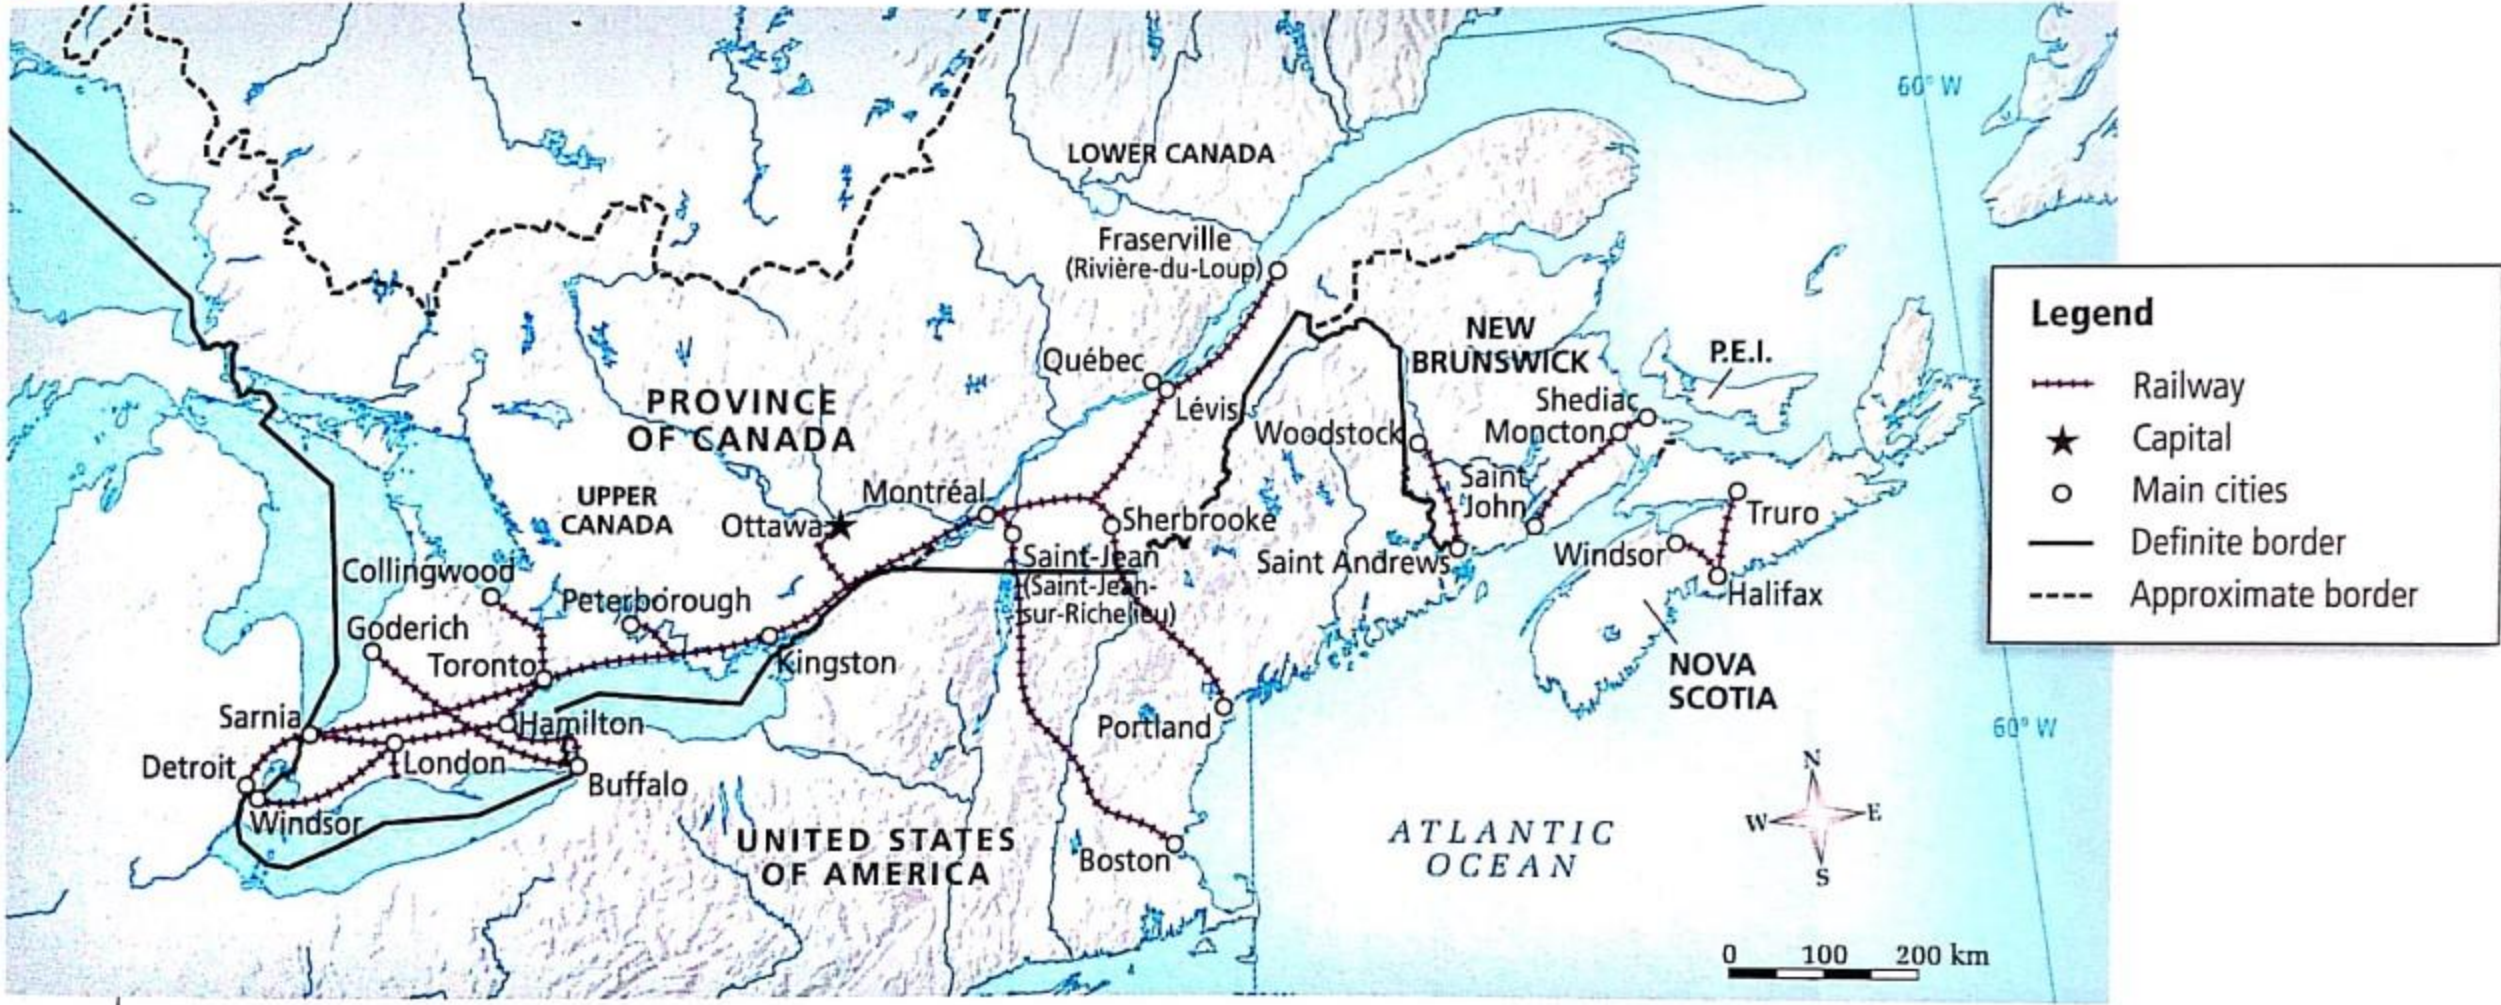 60° W
LOWER CANADA
Fraserville
(Rivière-du-Loup)
NEW
BRUNSWICK
P.E.I.
Québec
Lévis
Shediac
Moncton
Woodstock
Saint
John
PROVINCE
OF CANADA
UPPER
CANADA
Montréal
Ottawa
Sherbrooke
Truro
Saint-Jean
(Saint-Jean-
sur-Richelieu)
Saint Andrews
Windsor
Halifax
Collingwood
Peterborough
Goderich
Toronto
Kingston
NOVA
SCOTIA
Sarnia
Hamilton
Portland
60° W
Detroit
London
Buffalo
Windsor
UNITED STATES
OF AMERICA
Boston
ATLANTIC
OCEAN
N
W
E
S
0 100 200 km
Legend
Railway
Capital
Main cities
Definite border
Approximate border